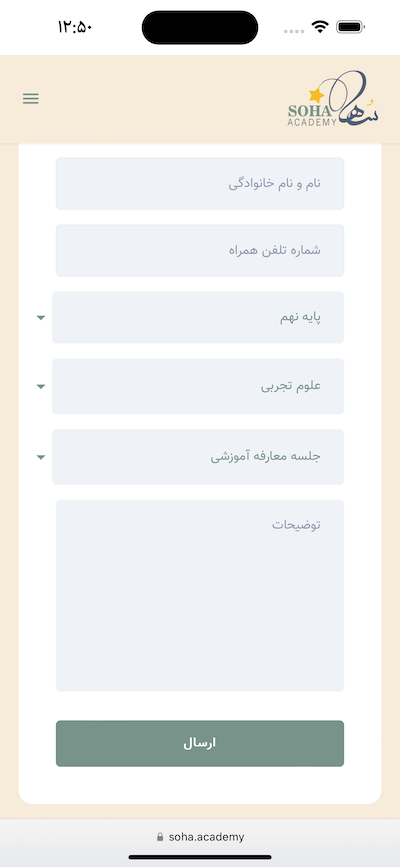 ۱۲:۵۰
SOHA
ACADEMY
سُها
نام و نام خانوادگی
شماره تلفن همراه
پایه نهم
علوم تجربی
جلسه معارفه آموزشی
توضیحات
ارسال
soha.academy